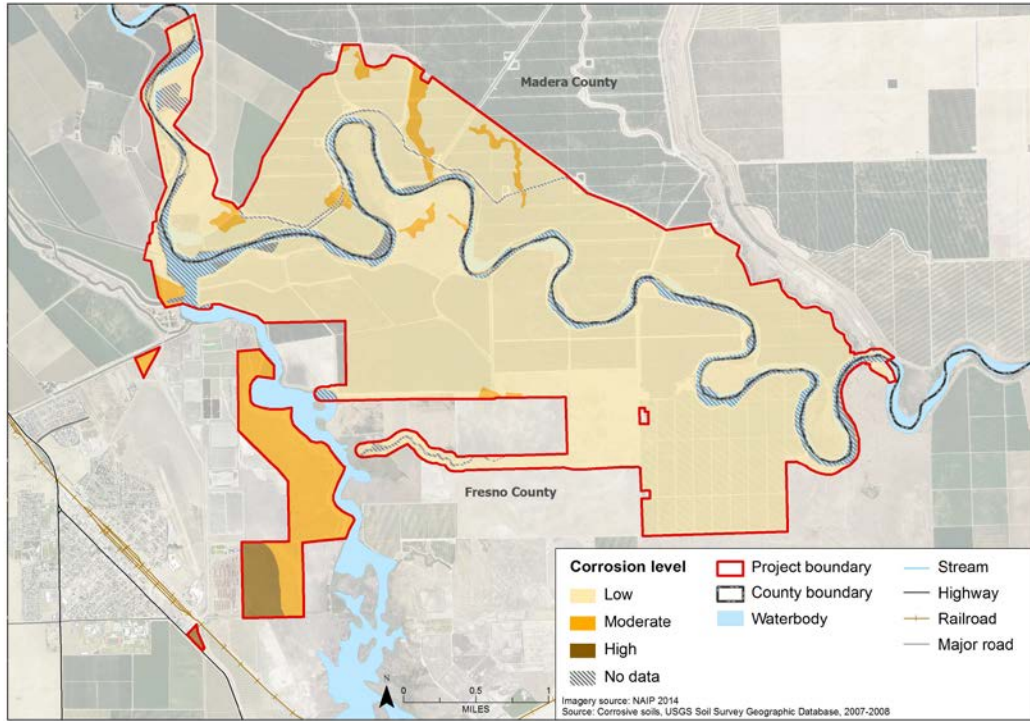 Madera County
Fresno County
Corrosion level
Low
Moderate
High
No data
Project boundary
County boundary
Waterbody
Stream
Highway
Railroad
Major road
N
0 0.5 1
MILES
Imagery source: NAIP 2014
Source: Corrosive soils, USGS Soil Survey Geographic Database, 2007-2008